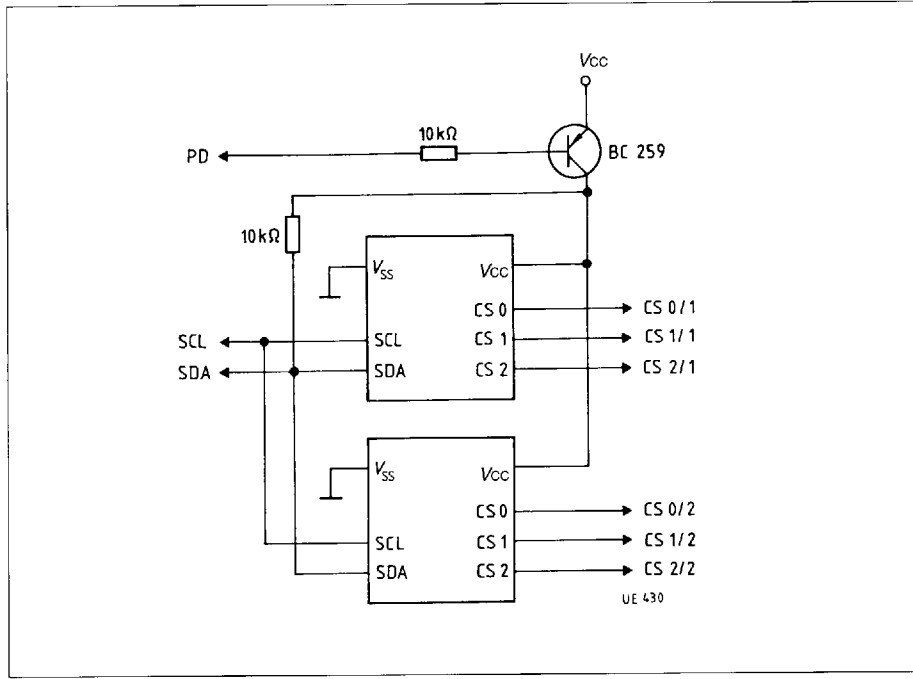 VCC
10kΩ
PD
BC 259
10kΩ
VSS
VCC
CS 0
CS 0/1
SCL
SCL
CS 1
CS 1/1
SDA
SDA
CS 2
CS 2/1
VSS
VCC
CS 0
CS 0/2
SCL
CS 1
CS 1/2
SDA
CS 2
CS 2/2
UE 430